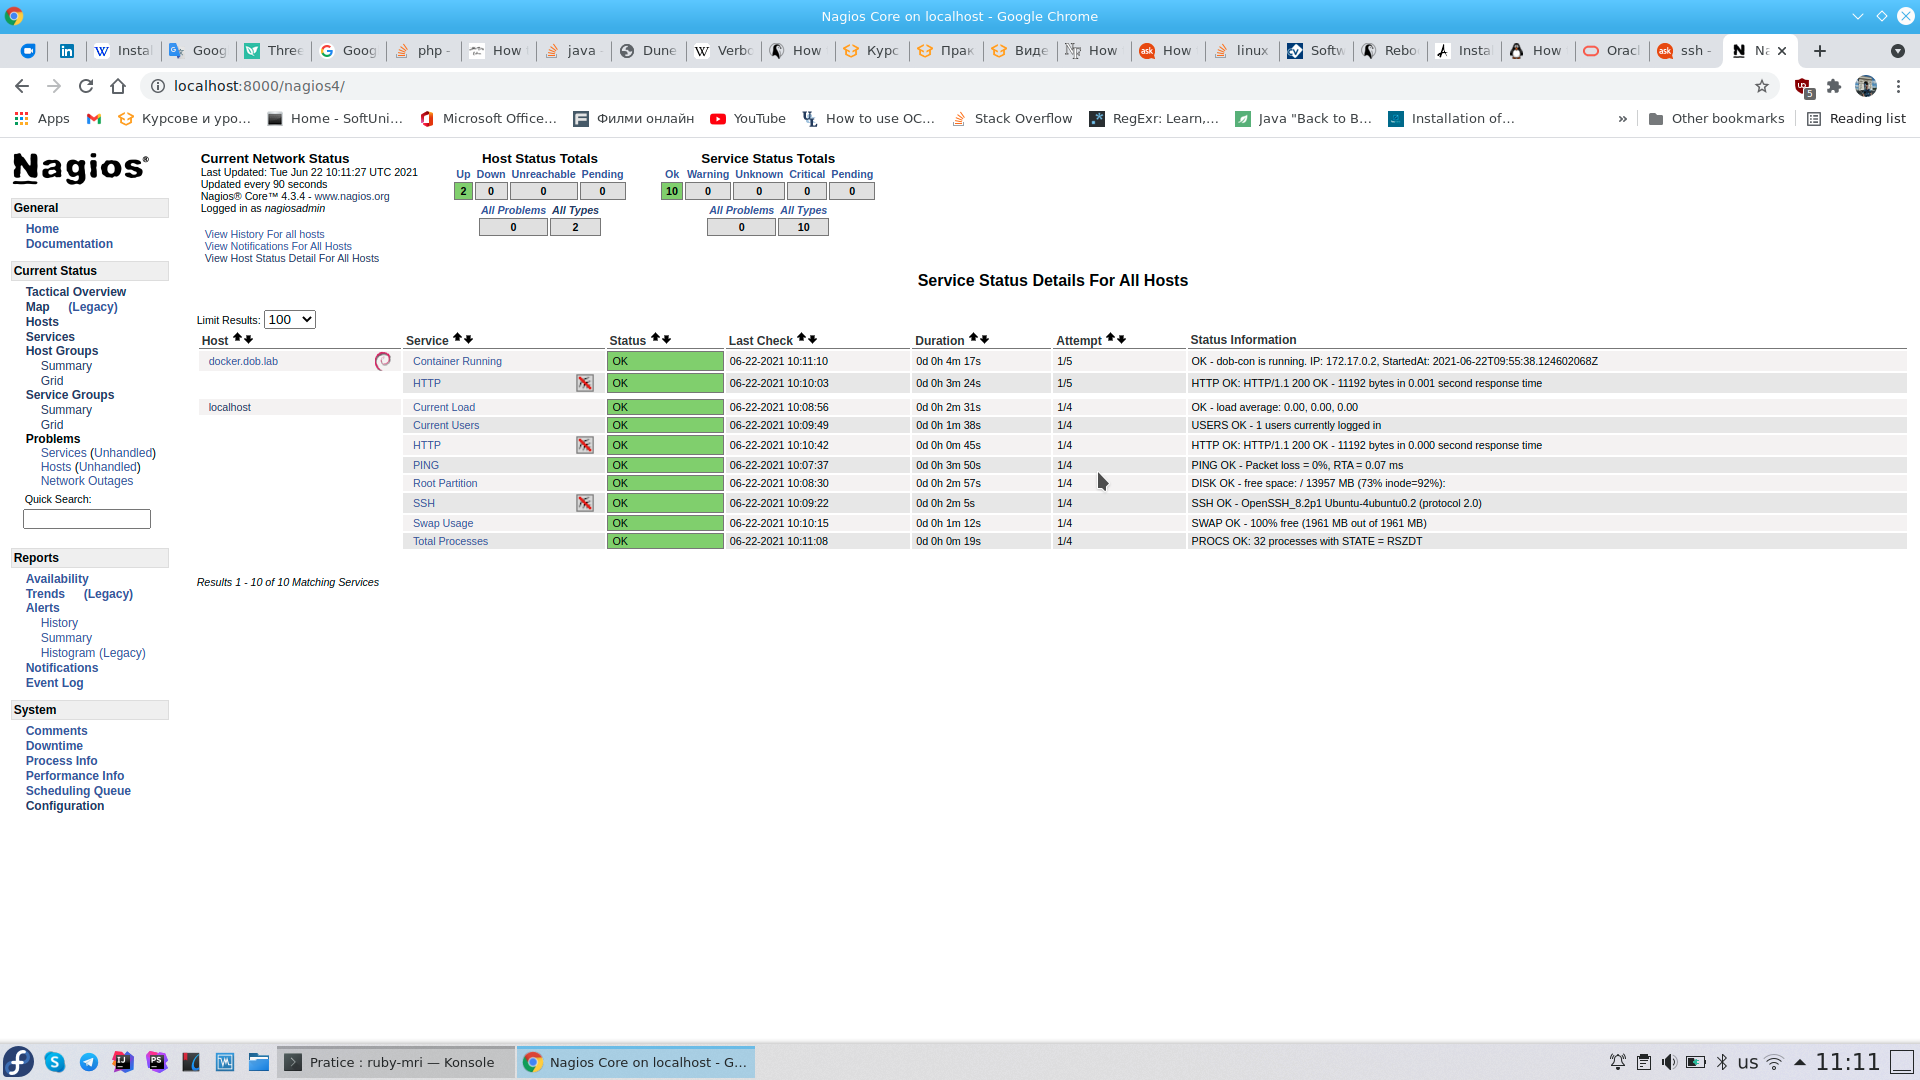 Nagios Core on localhost - Google Chrome
Insta
Goog
Three
Goog
php -
How
java
Dune
Verbo
How
Курс
Прак
Виде
How
How
linux
Softw
Rebo
Insta
How
Oracl
ssh -
Na
localhost:8000/nagios4/
5
Apps
Курсове и уро...
Home - SoftUni...
Microsoft Office...
Филми онлайн
YouTube
How to use OC...
Stack Overflow
RegExr: Learn,...
Java "Back to B...
Installation of...
»
Other bookmarks
Reading list
Nagios®
General
Home
Documentation
Current Status
Tactical Overview
Map (Legacy)
Hosts
Services
Host Groups
Summary
Grid
Service Groups
Summary
Grid
Problems
Services (Unhandled)
Hosts (Unhandled)
Network Outages
Quick Search:
Reports
Availability
Trends (Legacy)
Alerts
History
Summary
Histogram (Legacy)
Notifications
Event Log
System
Comments
Downtime
Process Info
Performance Info
Scheduling Queue
Configuration
Current Network Status
Last Updated: Tue Jun 22 10:11:27 UTC 2021
Updated every 90 seconds
Nagios® Core™ 4.3.4 - www.nagios.org
Logged in as nagiosadmin
View History For all hosts
View Notifications For All Hosts
View Host Status Detail For All Hosts
Host Status Totals
Up Down Unreachable Pending
2 0 0 0
All Problems All Types
0 2
Service Status Totals
Ok Warning Unknown Critical Pending
10 0 0 0 0
All Problems All Types
0 10
Service Status Details For All Hosts
Limit Results: 100
Host Service Status Last Check Duration Attempt Status Information
docker.dob.lab Container Running OK 06-22-2021 10:11:10 0d 0h 4m 17s 1/5 OK - dob-con is running. IP: 172.17.0.2, StartedAt: 2021-06-22T09:55:38.124602068Z
HTTP OK 06-22-2021 10:10:03 0d 0h 3m 24s 1/5 HTTP OK: HTTP/1.1 200 OK - 11192 bytes in 0.001 second response time
localhost Current Load OK 06-22-2021 10:08:56 0d 0h 2m 31s 1/4 OK - load average: 0.00, 0.00, 0.00
Current Users OK 06-22-2021 10:09:49 0d 0h 1m 38s 1/4 USERS OK - 1 users currently logged in
HTTP OK 06-22-2021 10:10:42 0d 0h 0m 45s 1/4 HTTP OK: HTTP/1.1 200 OK - 11192 bytes in 0.000 second response time
PING OK 06-22-2021 10:07:37 0d 0h 3m 50s 1/4 PING OK - Packet loss = 0%, RTA = 0.07 ms
Root Partition OK 06-22-2021 10:08:30 0d 0h 2m 57s 1/4 DISK OK - free space: / 13957 MB (73% inode=92%):
SSH OK 06-22-2021 10:09:22 0d 0h 2m 5s 1/4 SSH OK - OpenSSH_8.2p1 Ubuntu-4ubuntu0.2 (protocol 2.0)
Swap Usage OK 06-22-2021 10:10:15 0d 0h 1m 12s 1/4 SWAP OK - 100% free (1961 MB out of 1961 MB)
Total Processes OK 06-22-2021 10:11:08 0d 0h 0m 19s 1/4 PROCS OK: 32 processes with STATE = RSZDT
Results 1 - 10 of 10 Matching Services
Pratice : ruby-mri — Konsole
Nagios Core on localhost - G...
us
11:11